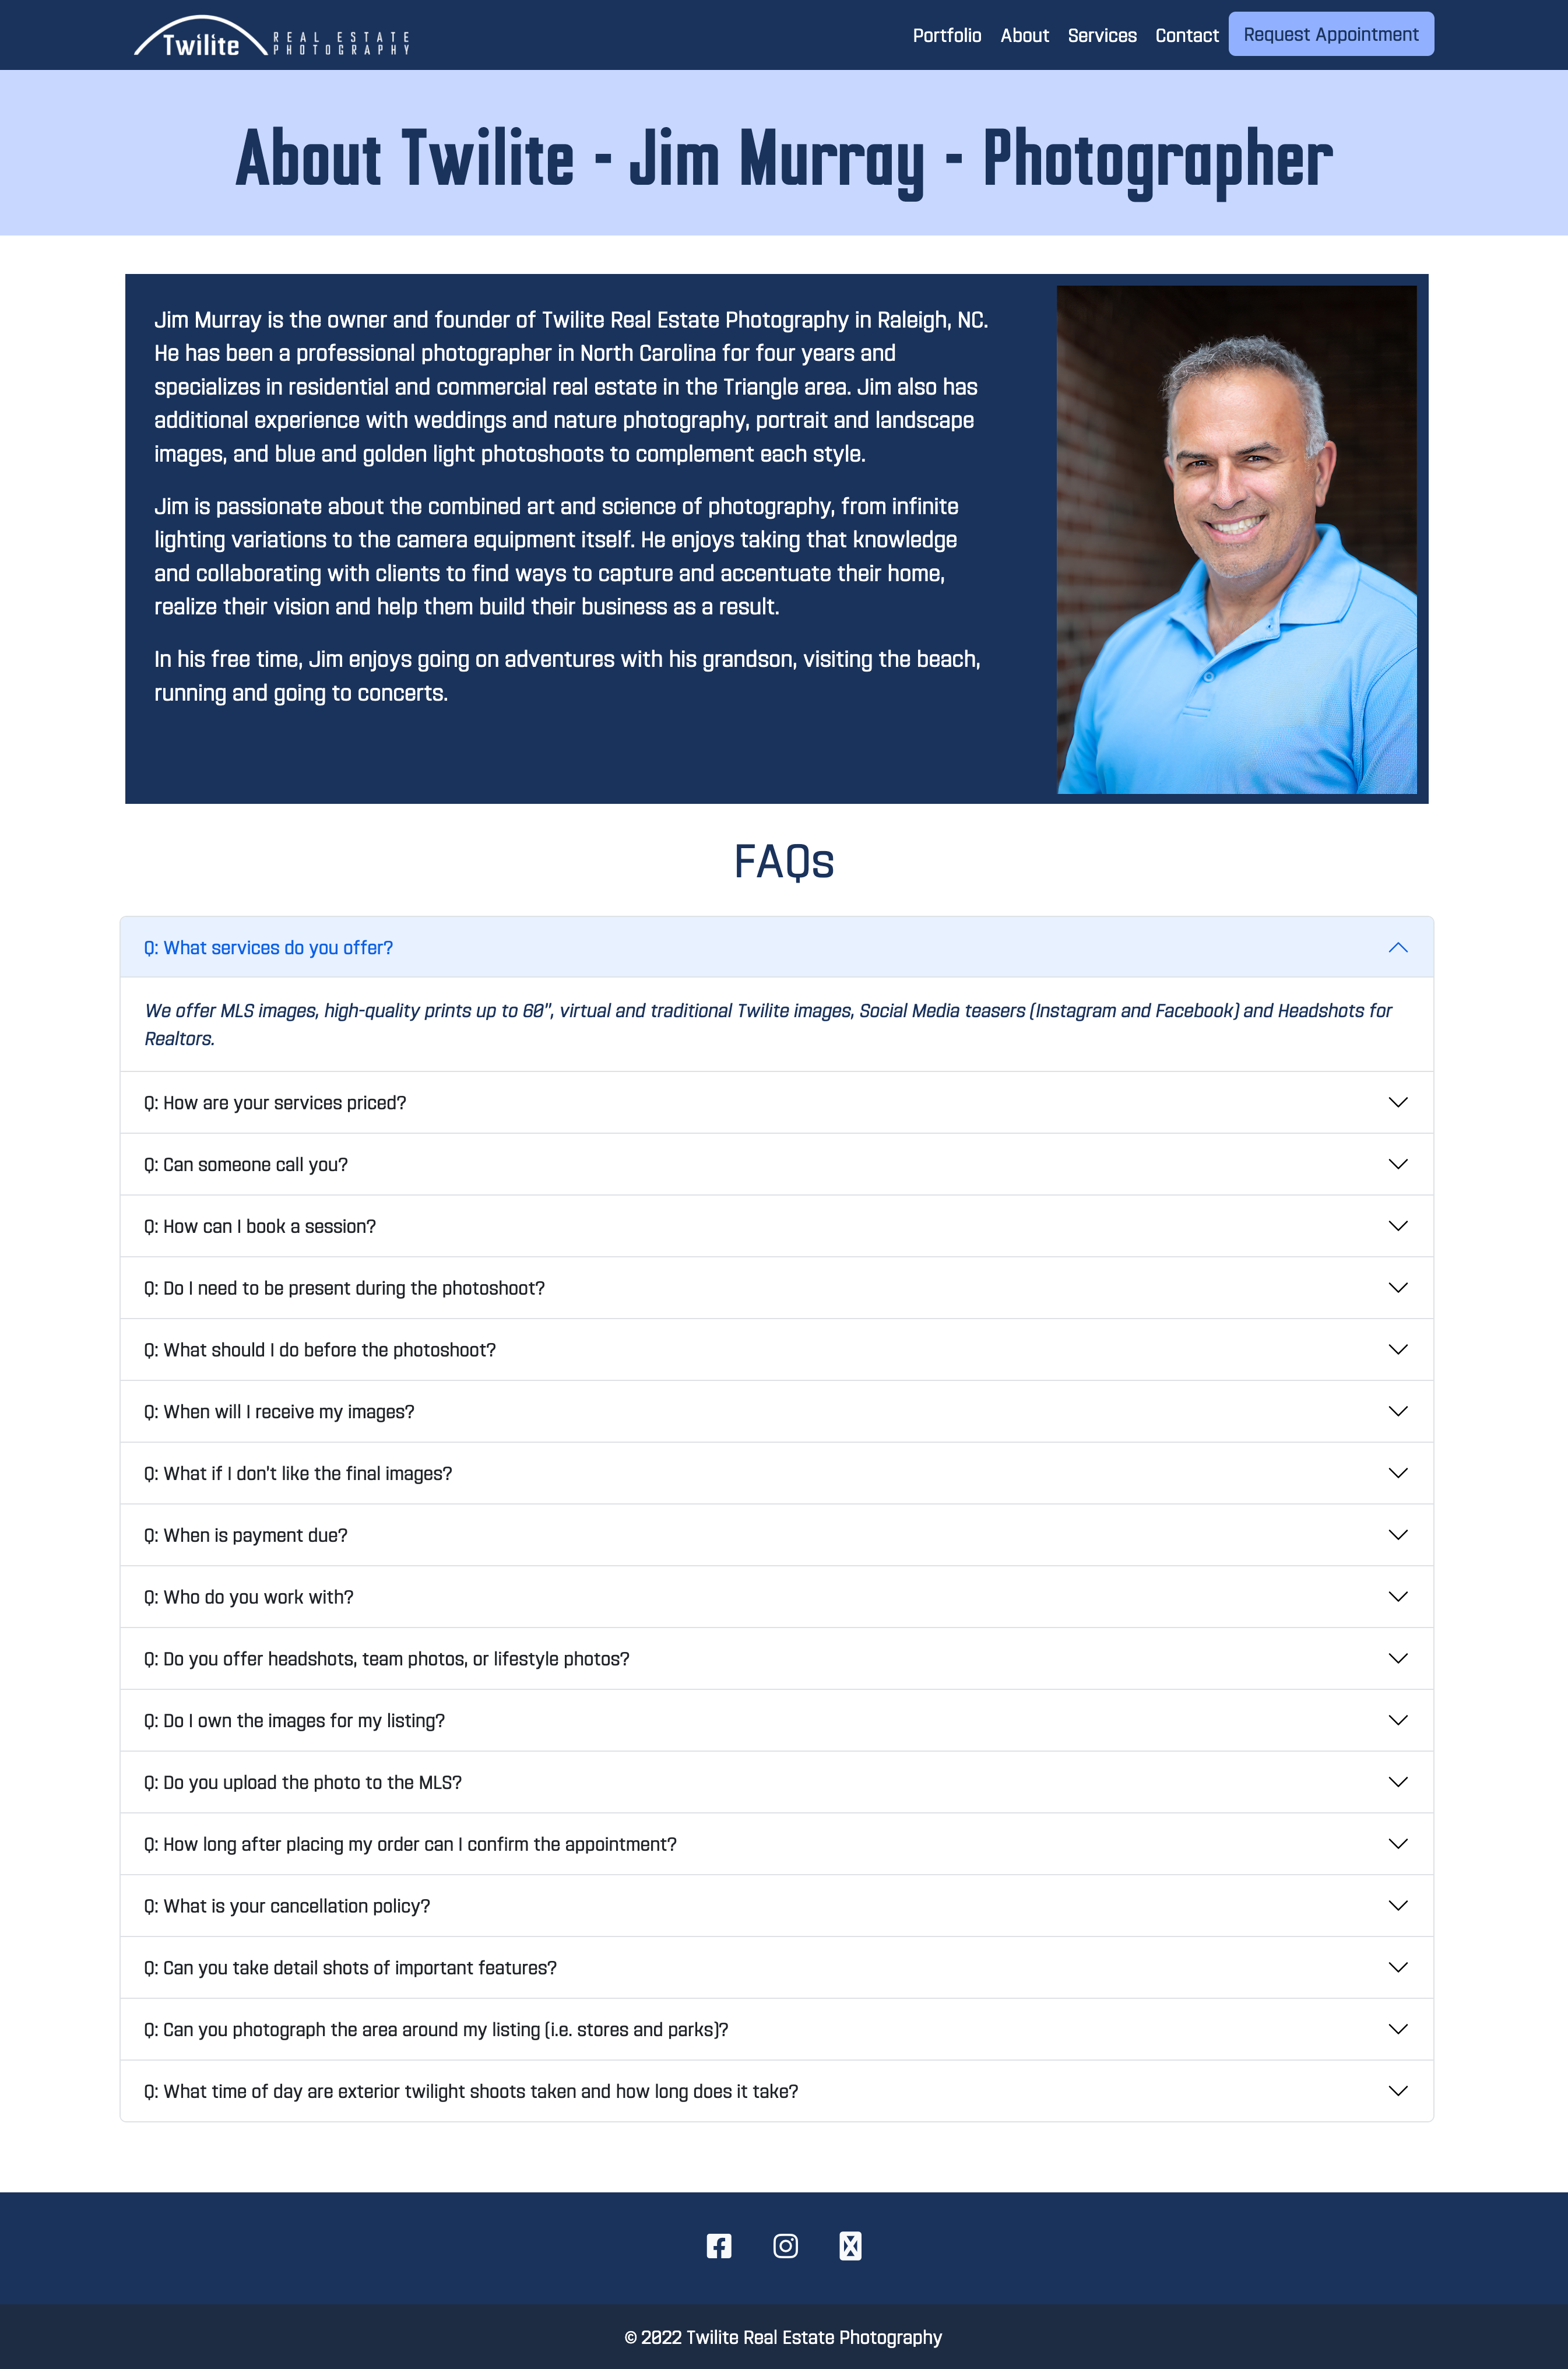 Twilite REAL ESTATE PHOTOGRAPHY
Portfolio About Services Contact Request Appointment
About Twilite - Jim Murray - Photographer
Jim Murray is the owner and founder of Twilite Real Estate Photography in Raleigh, NC.
He has been a professional photographer in North Carolina for four years and
specializes in residential and commercial real estate in the Triangle area. Jim also has
additional experience with weddings and nature photography, portrait and landscape
images, and blue and golden light photoshoots to complement each style.
Jim is passionate about the combined art and science of photography, from infinite
lighting variations to the camera equipment itself. He enjoys taking that knowledge
and collaborating with clients to find ways to capture and accentuate their home,
realize their vision and help them build their business as a result.
In his free time, Jim enjoys going on adventures with his grandson, visiting the beach,
running and going to concerts.
FAQs
Q: What services do you offer?
We offer MLS images, high-quality prints up to 60", virtual and traditional Twilite images, Social Media teasers (Instagram and Facebook) and Headshots for
Realtors.
Q: How are your services priced?
Q: Can someone call you?
Q: How can I book a session?
Q: Do I need to be present during the photoshoot?
Q: What should I do before the photoshoot?
Q: When will I receive my images?
Q: What if I don't like the final images?
Q: When is payment due?
Q: Who do you work with?
Q: Do you offer headshots, team photos, or lifestyle photos?
Q: Do I own the images for my listing?
Q: Do you upload the photo to the MLS?
Q: How long after placing my order can I confirm the appointment?
Q: What is your cancellation policy?
Q: Can you take detail shots of important features?
Q: Can you photograph the area around my listing (i.e. stores and parks)?
Q: What time of day are exterior twilight shoots taken and how long does it take?
© 2022 Twilite Real Estate Photography